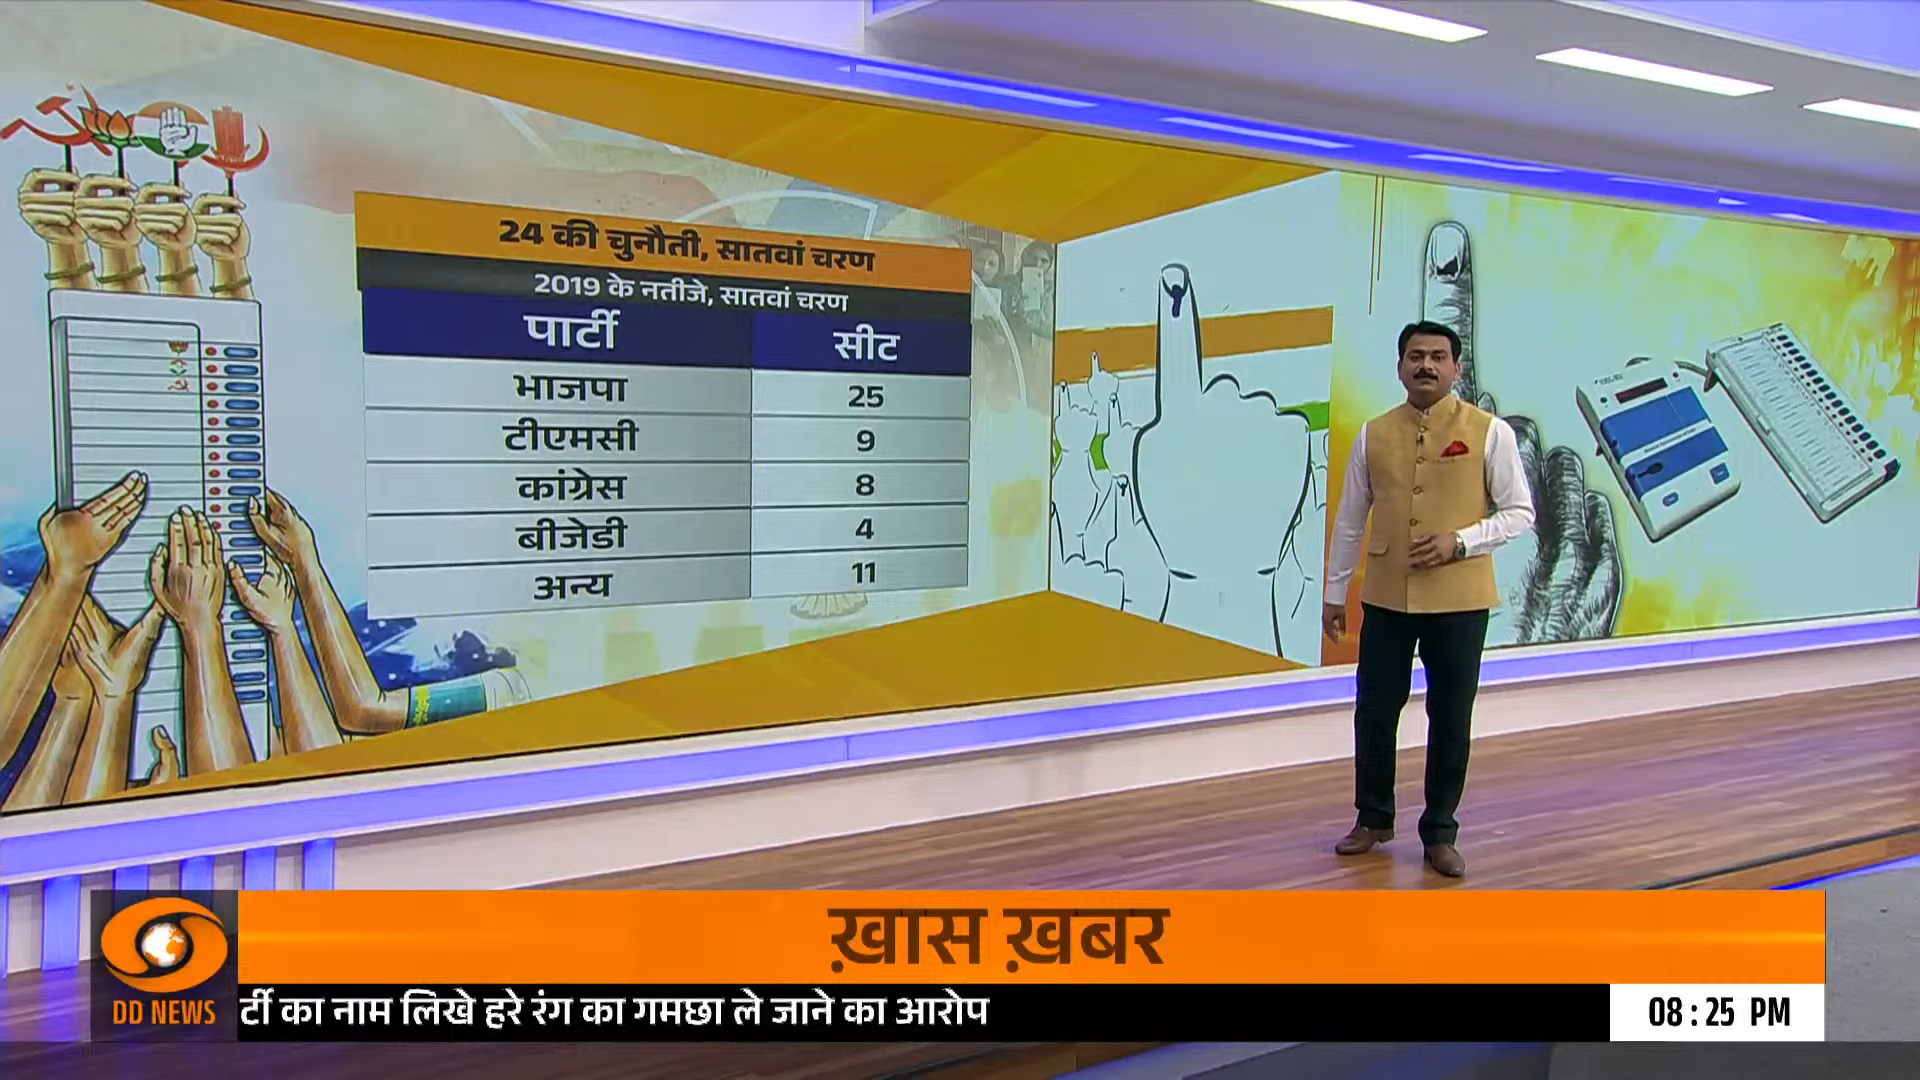 24 की चुनौती, सातवां चरण
2019 के नतीजे, सातवां चरण
पार्टी सीट
भाजपा 25
टीएमसी 9
कांग्रेस 8
बीजेडी 4
अन्य 11
ख़ास ख़बर
DD NEWS
र्टी का नाम लिखे हरे रंग का गमछा ले जाने का आरोप
08:25 PM